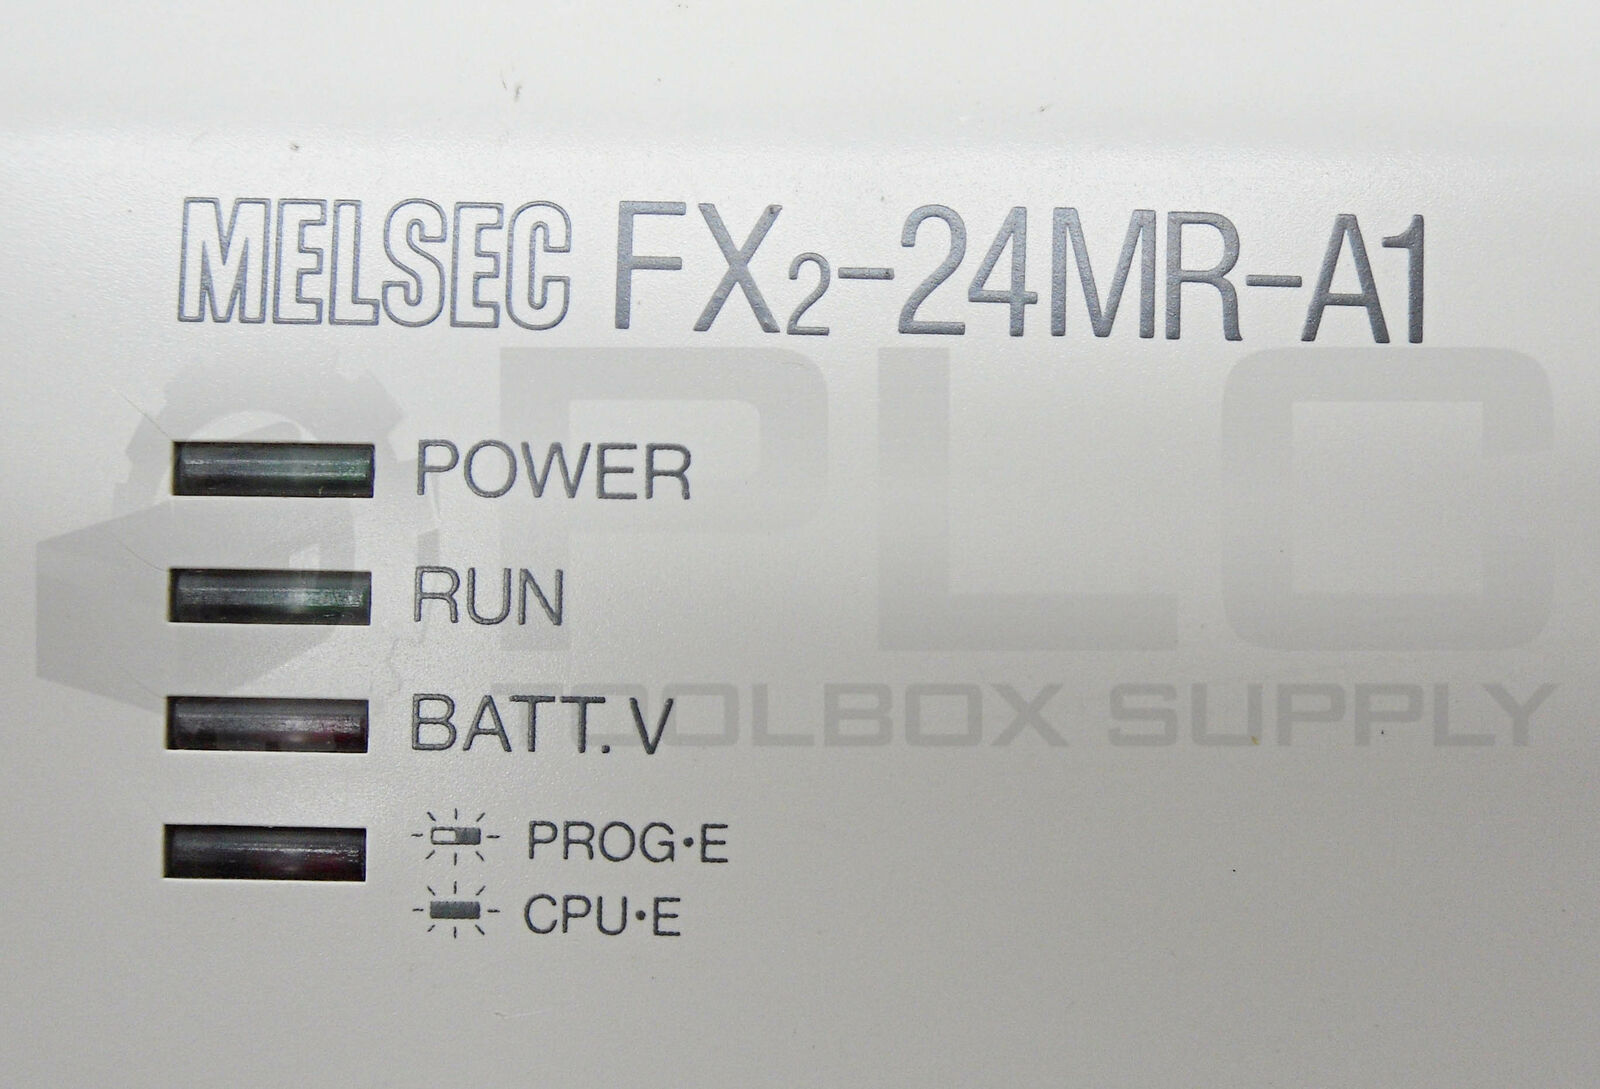 MELSEC FX2-24MR-A1
PLC
POWER
RUN
TOOLBOX SUPPLY
BATT. V
PROG•E
CPU•E